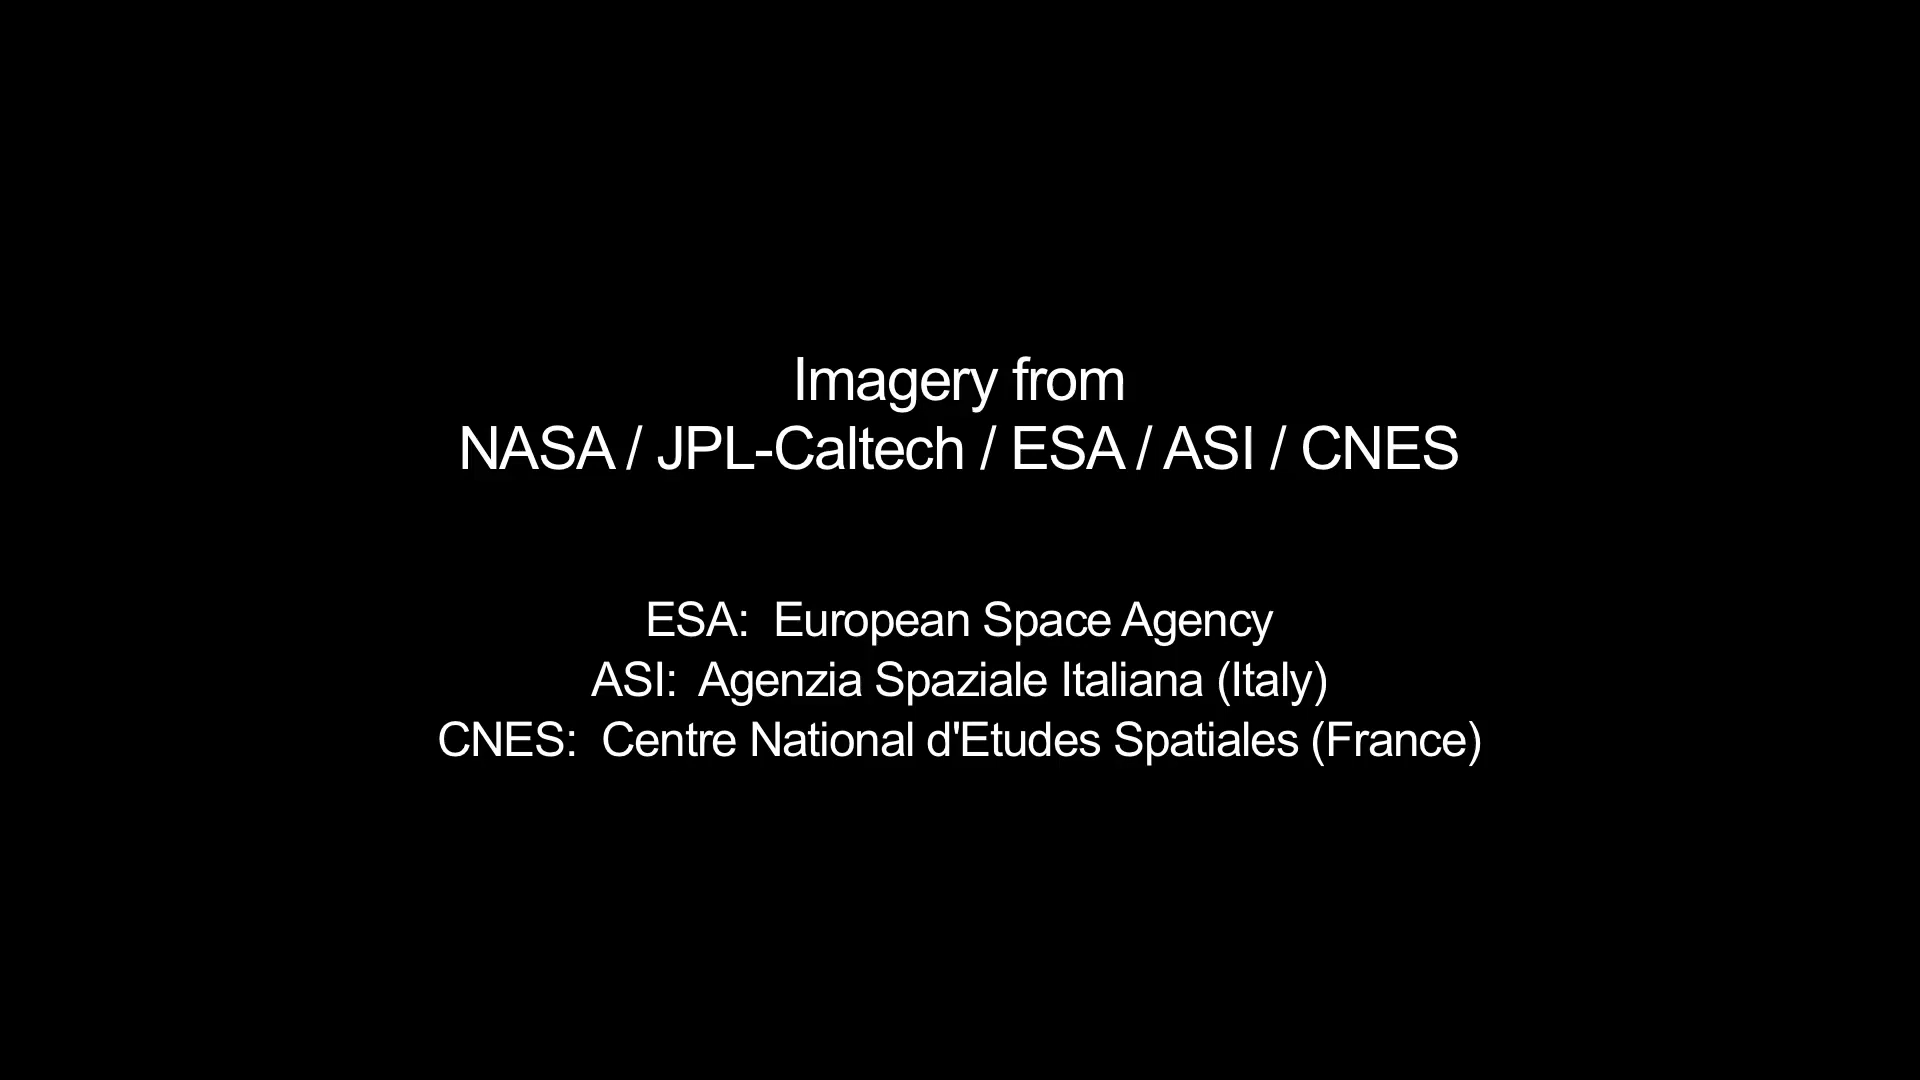 Imagery from
NASA / JPL-Caltech / ESA / ASI / CNES
ESA:  European Space Agency
ASI:  Agenzia Spaziale Italiana (Italy)
CNES:  Centre National d'Etudes Spatiales (France)